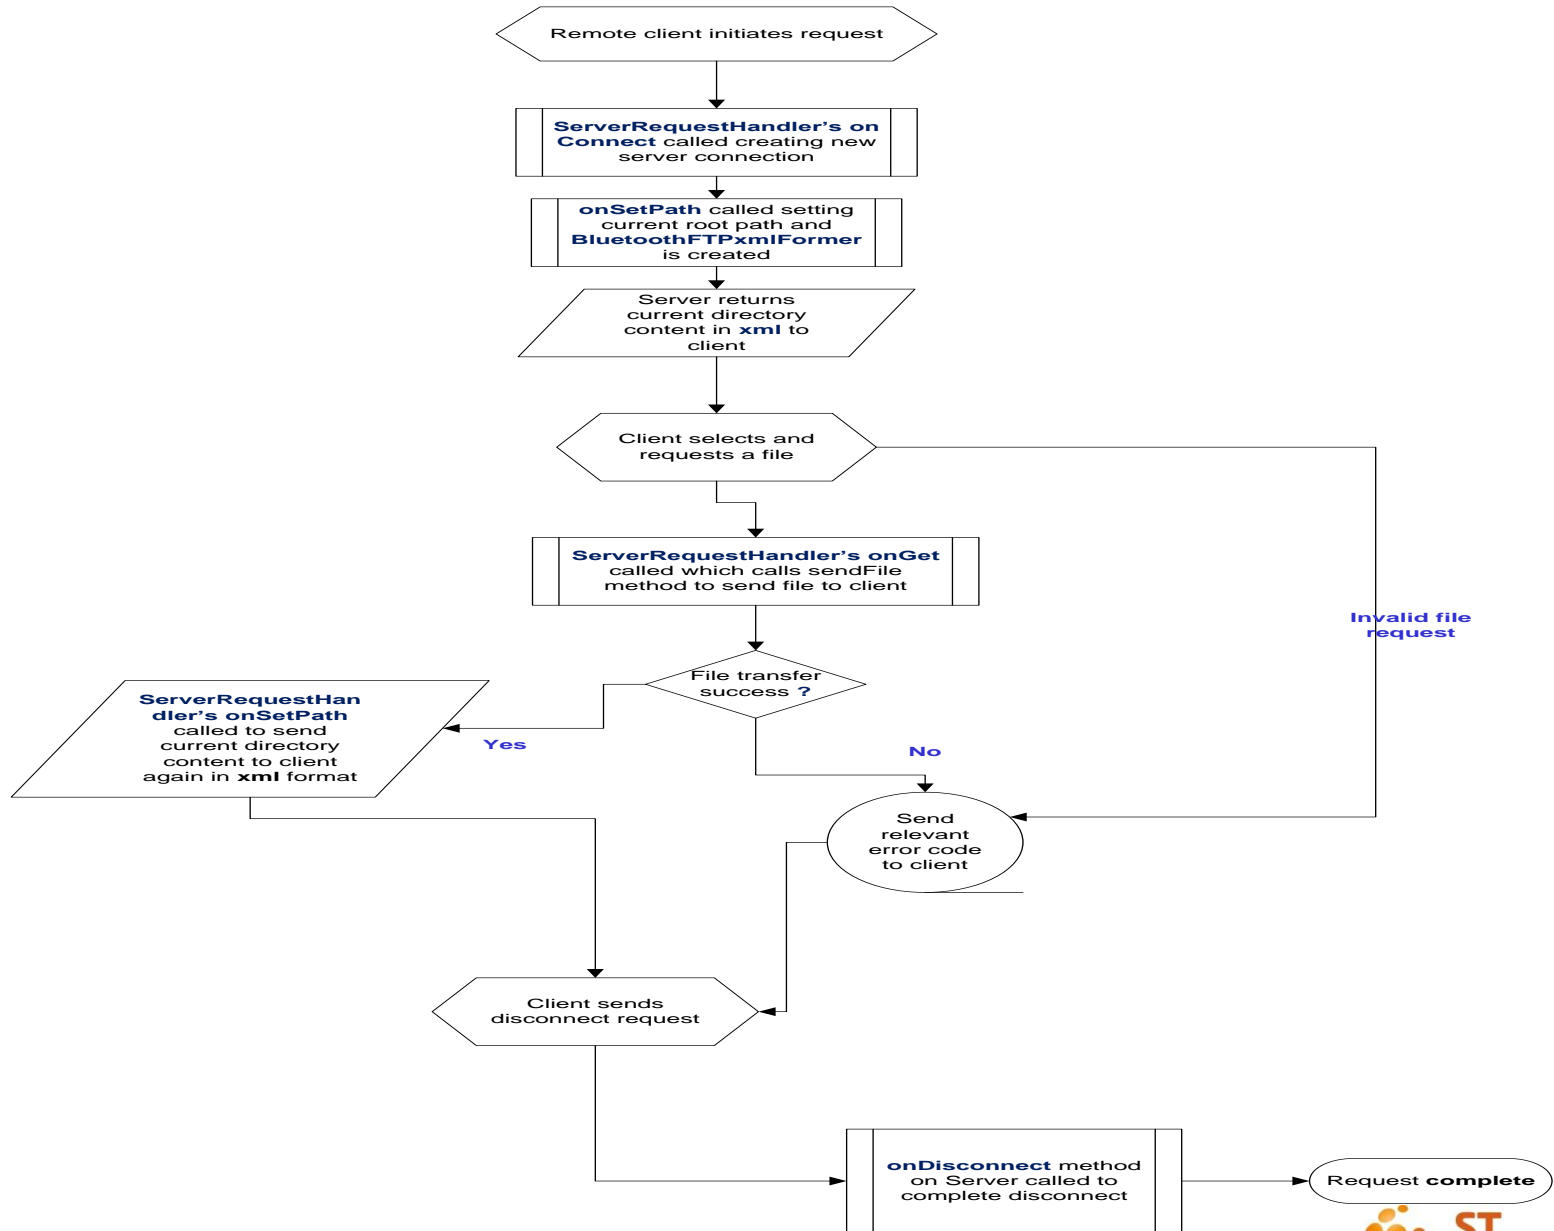 Remote client initiates request
ServerRequestHandler's on
Connect called creating new
server connection
onSetPath called setting
current root path and
BluetoothFTPxmlFormer
is created
Server returns
current directory
content in xml to
client
Client selects and
requests a file
ServerRequestHandler's onGet
called which calls sendFile
method to send file to client
Invalid file
request
File transfer
success ?
ServerRequestHan
dler's onSetPath
called to send
current directory
content to client
again in xml format
Yes
No
Send
relevant
error code
to client
Client sends
disconnect request
onDisconnect method
on Server called to
complete disconnect
Request complete
ST